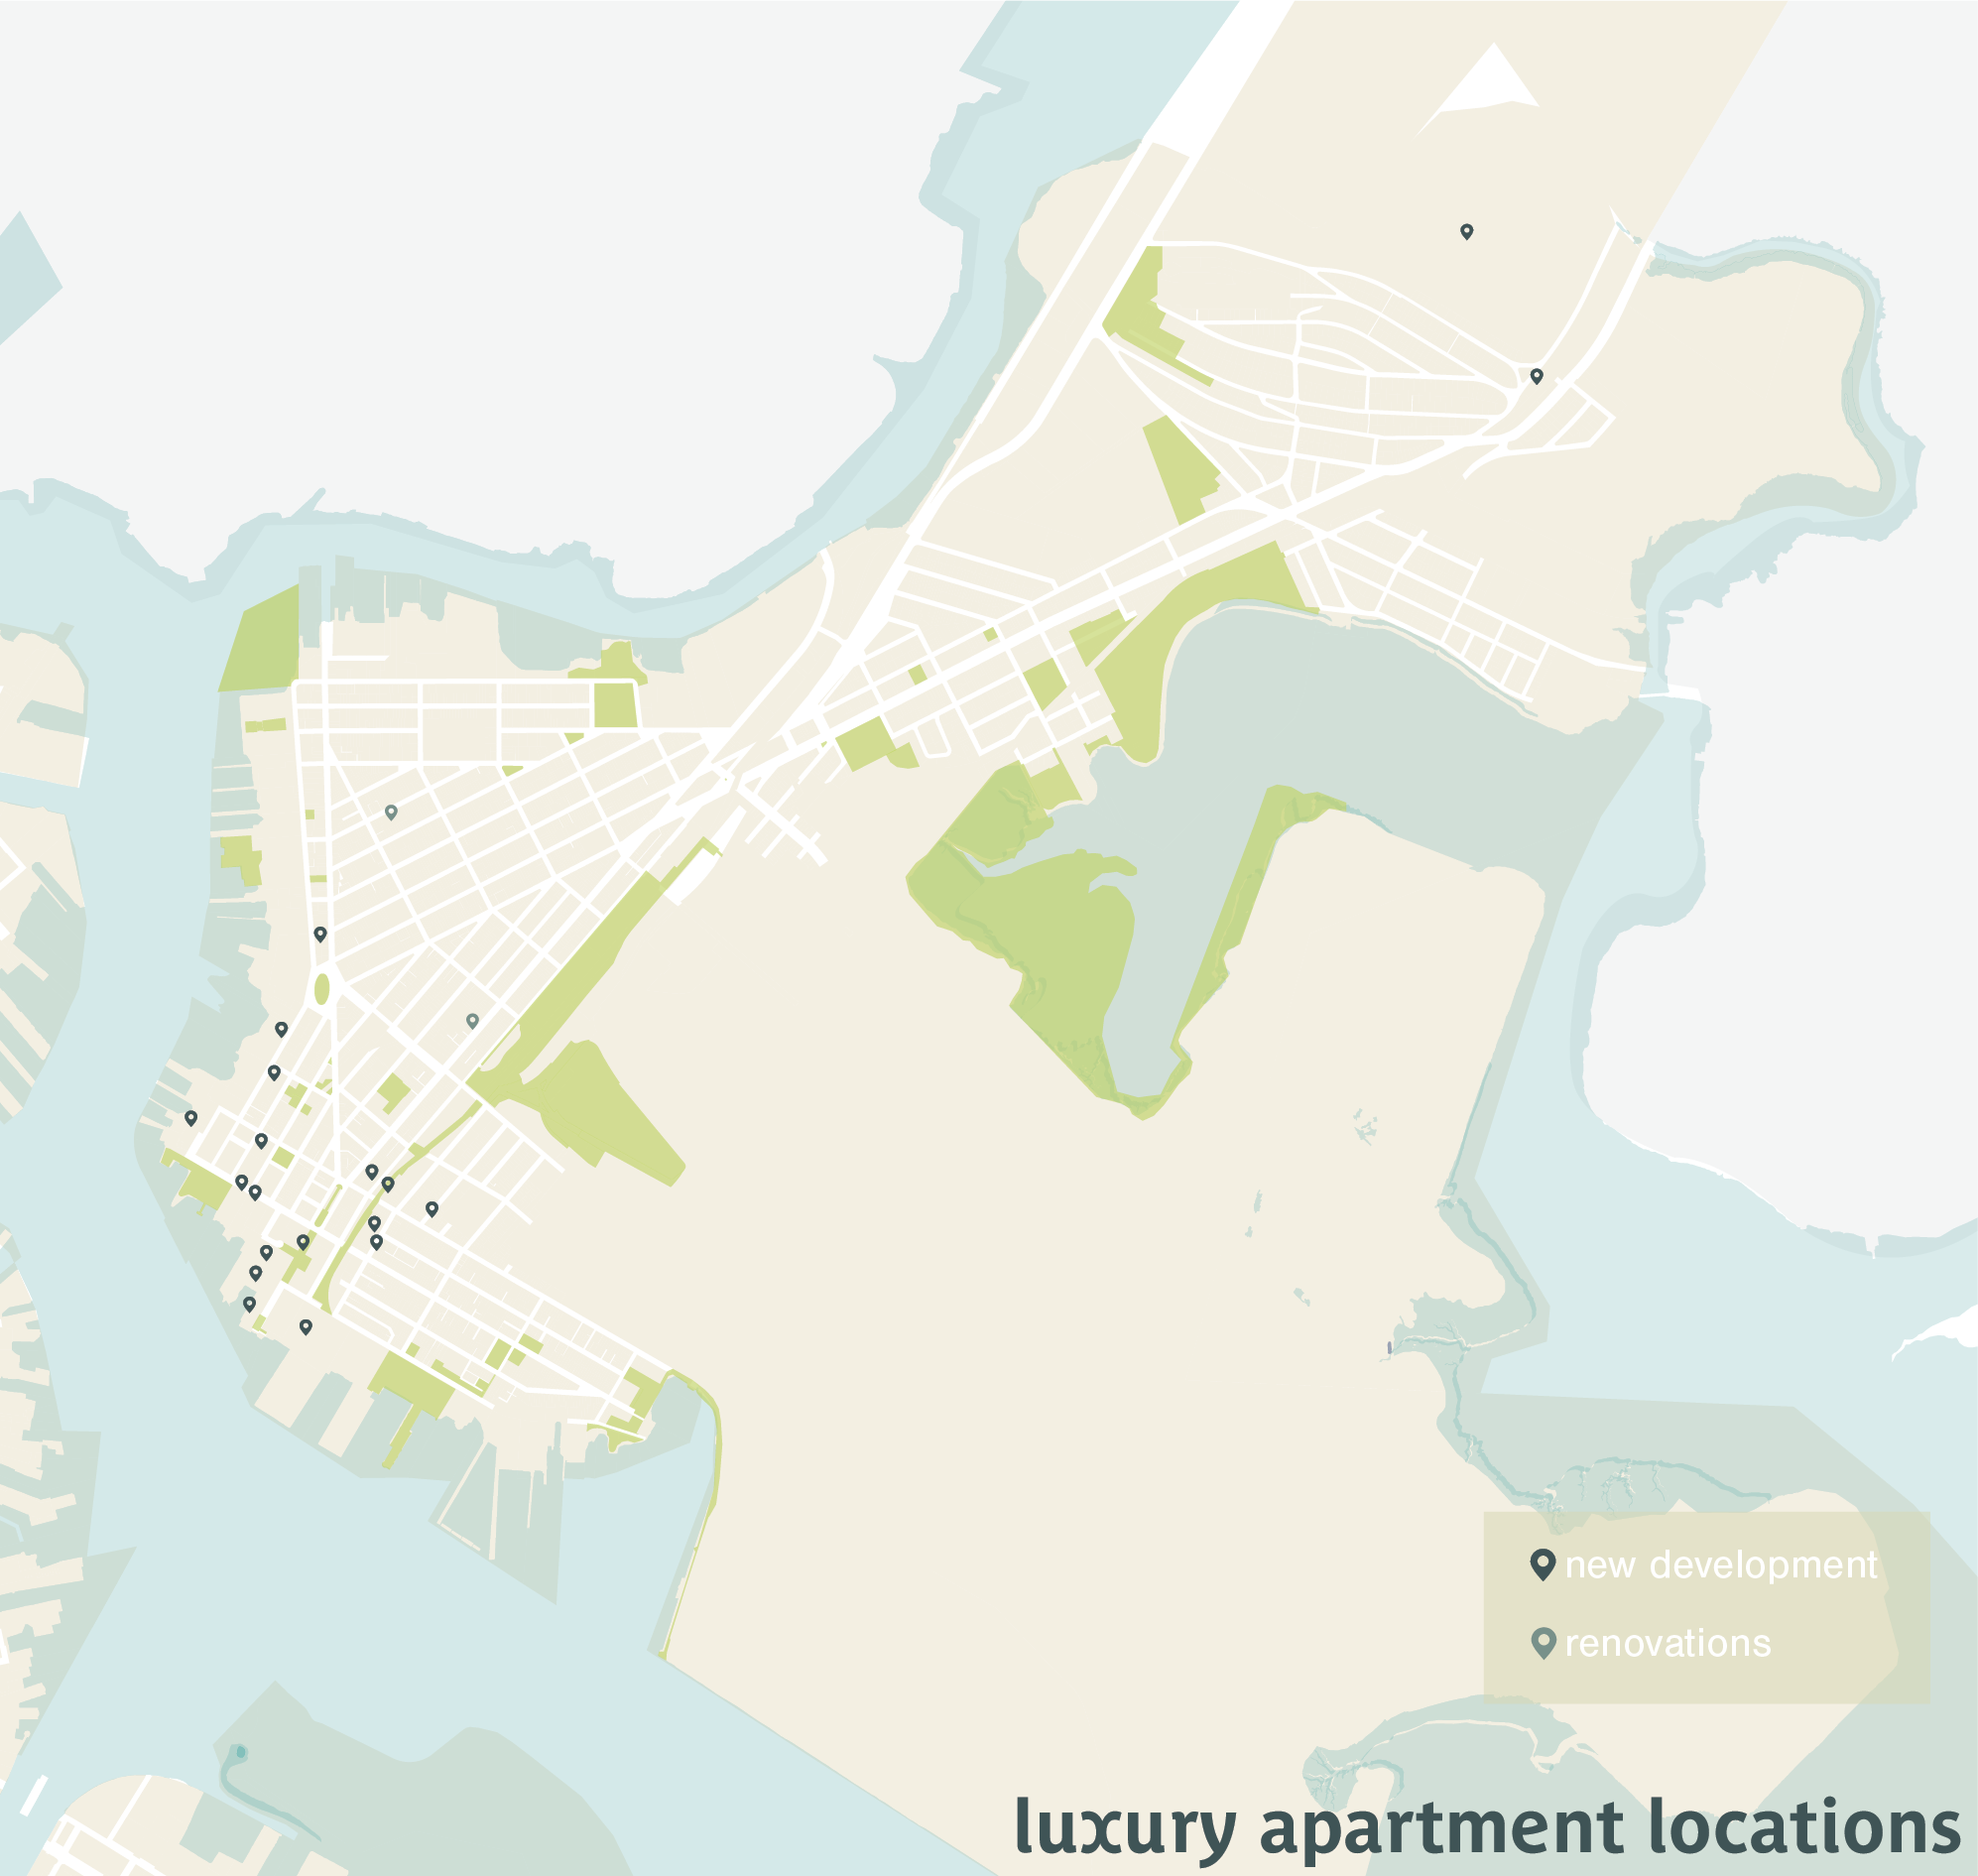 new development
renovations
luxury apartment locations